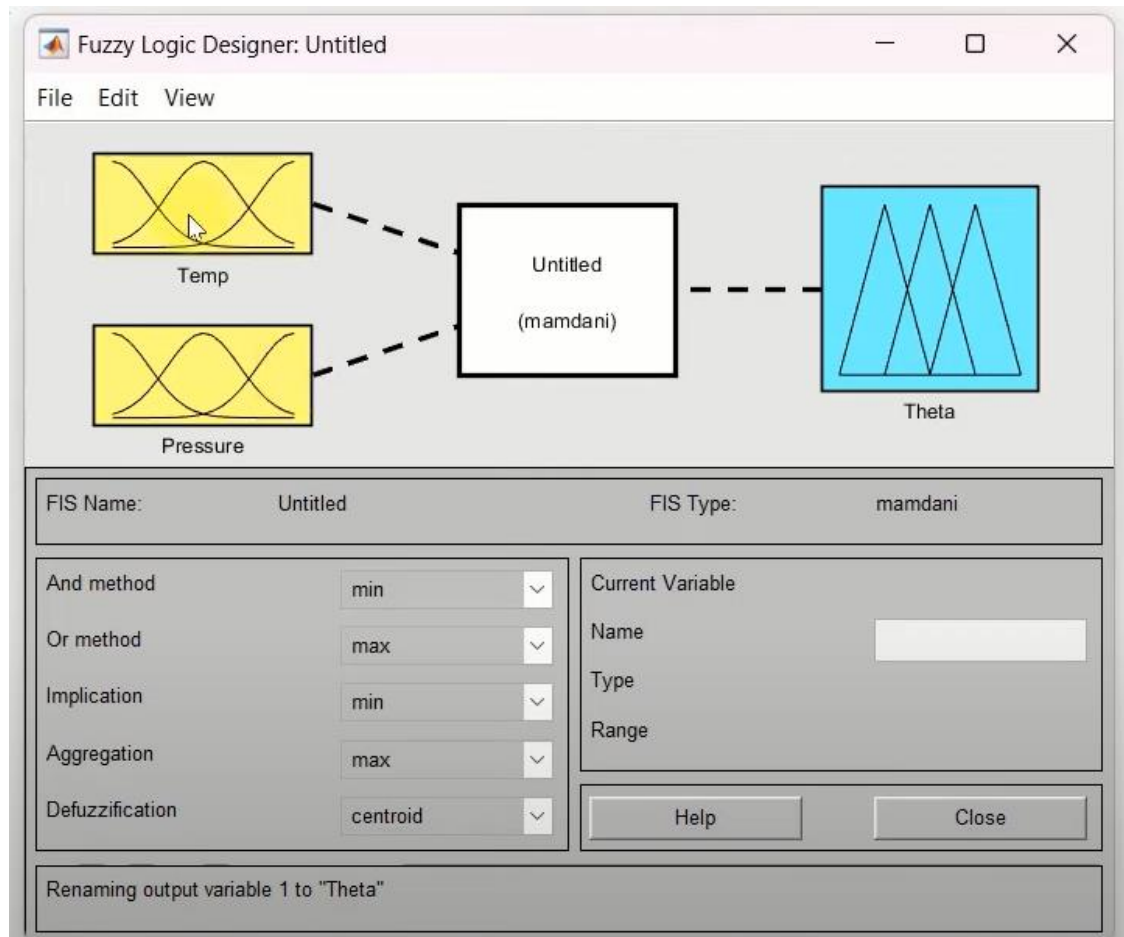 Fuzzy Logic Designer: Untitled
File Edit View
Temp
Pressure
Untitled
(mamdani)
Theta
FIS Name: Untitled FIS Type: mamdani
And method min
Or method max
Implication min
Aggregation max
Defuzzification centroid
Current Variable
Name
Type
Range
Help Close
Renaming output variable 1 to "Theta"